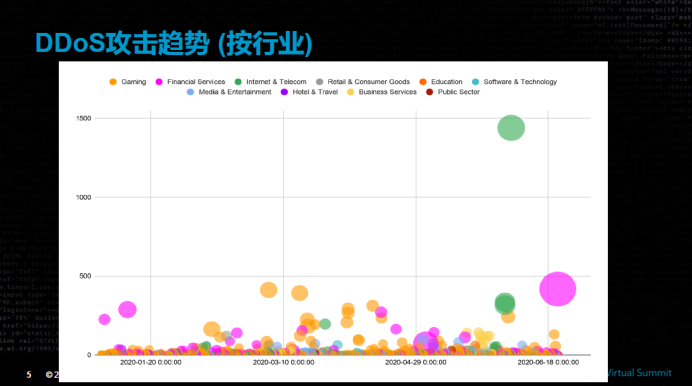 DDoS攻击趋势 (按行业)
Gaming Financial Services Internet & Telecom Retail & Consumer Goods Education Software & Technology
Media & Entertainment Hotel & Travel Business Services Public Sector
1500
1000
500
0
2020-01-20 0:00:00 2020-03-10 0:00:00 2020-04-29 0:00:00 2020-06-18 0:00:00
5 ©2
Virtual Summit